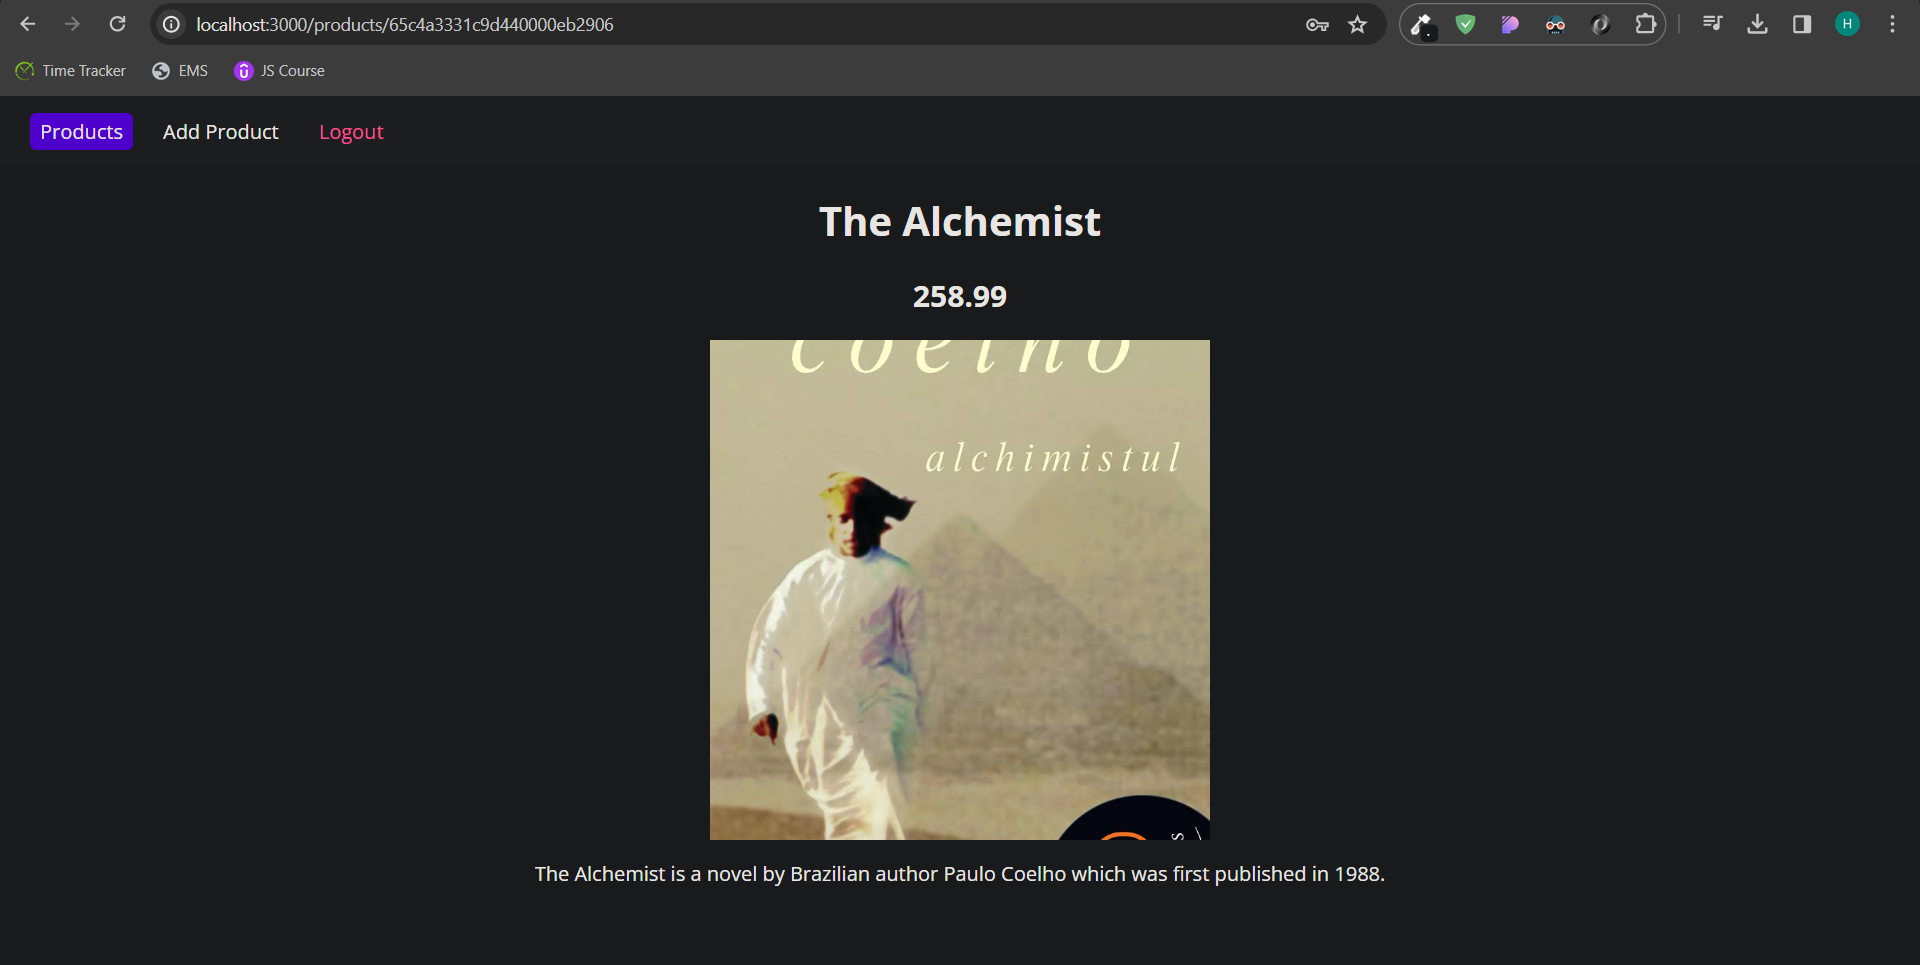 localhost:3000/products/65c4a3331c9d440000eb2906
H
Time Tracker EMS JS Course
Products Add Product Logout
The Alchemist
258.99
coelho
alchimistul
s
The Alchemist is a novel by Brazilian author Paulo Coelho which was first published in 1988.